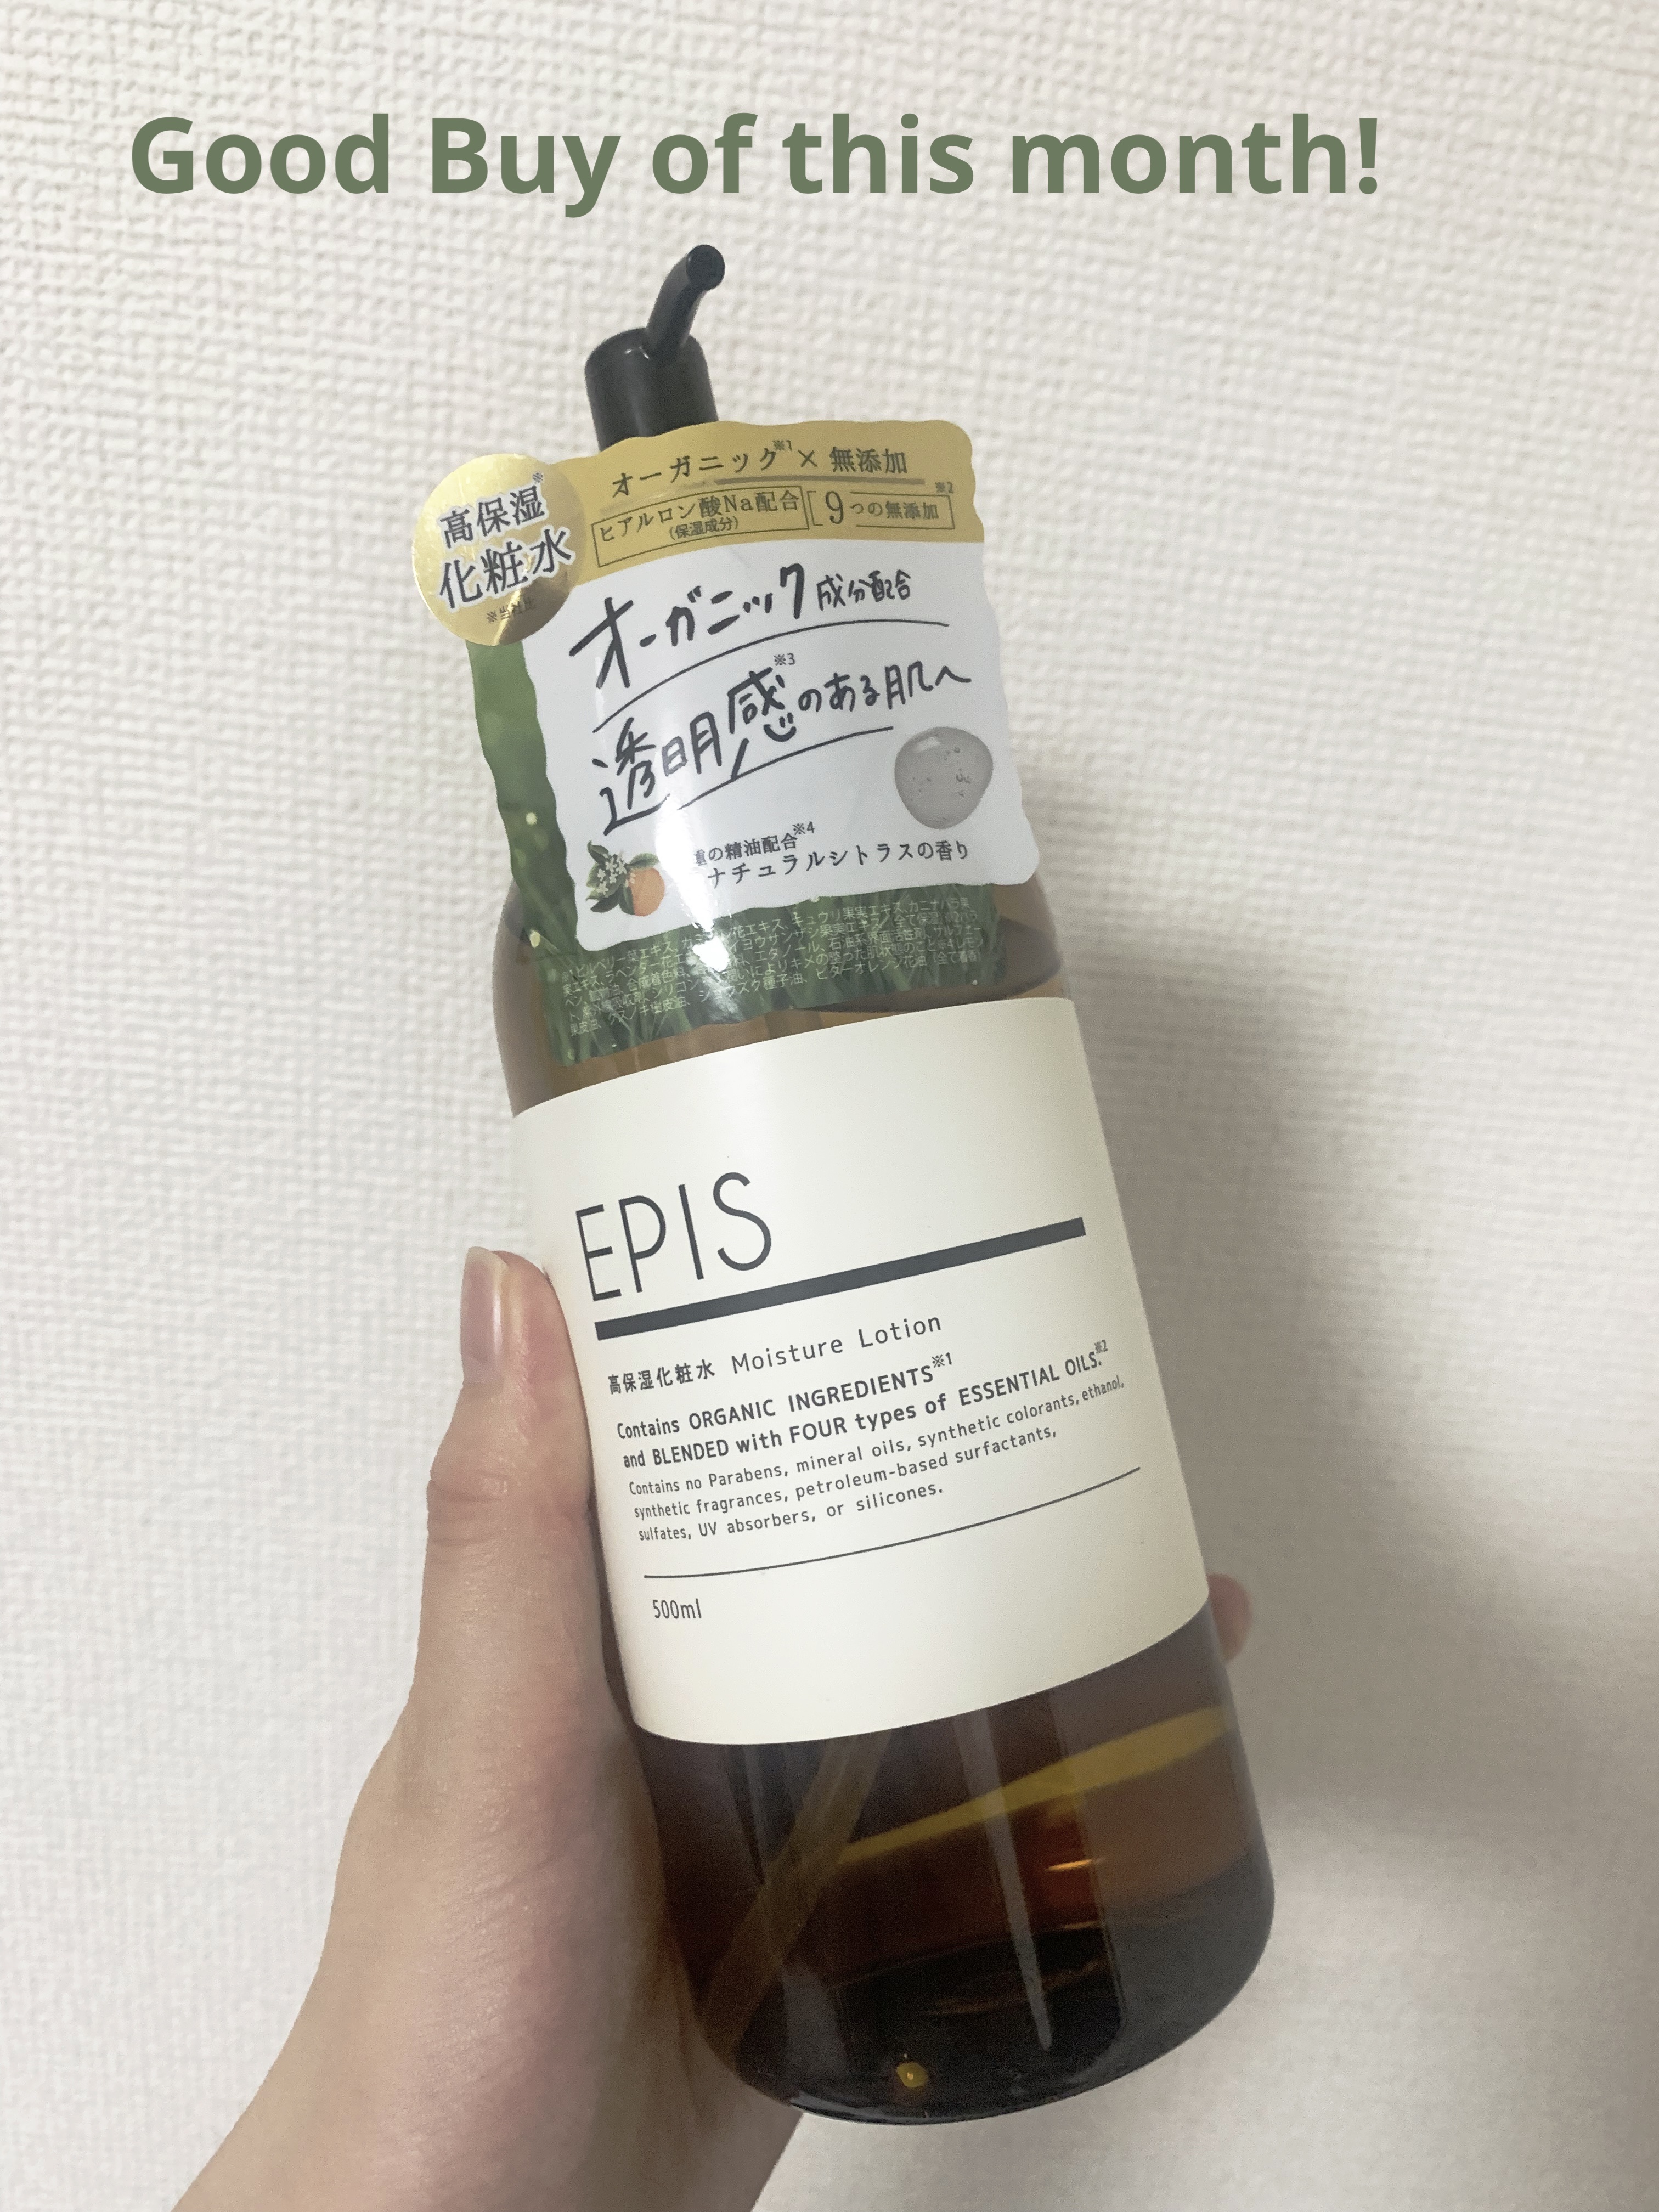 Good Buy of this month!
高保湿※
化粧水
オーガニック※1 × 無添加
ヒアルロン酸Na配合
(保湿成分)
9つの無添加※2
オーガニック成分配合
透明感※3のある肌へ
の精油配合※4
ナチュラルシトラスの香り
EPIS
高保湿化粧水 Moisture Lotion
Contains ORGANIC INGREDIENTS※1
and BLENDED with FOUR types of ESSENTIAL OILS.※2
Contains no Parabens, mineral oils, synthetic colorants, ethanol,
synthetic fragrances, petroleum-based surfactants,
sulfates, UV absorbers, or silicones.
500ml